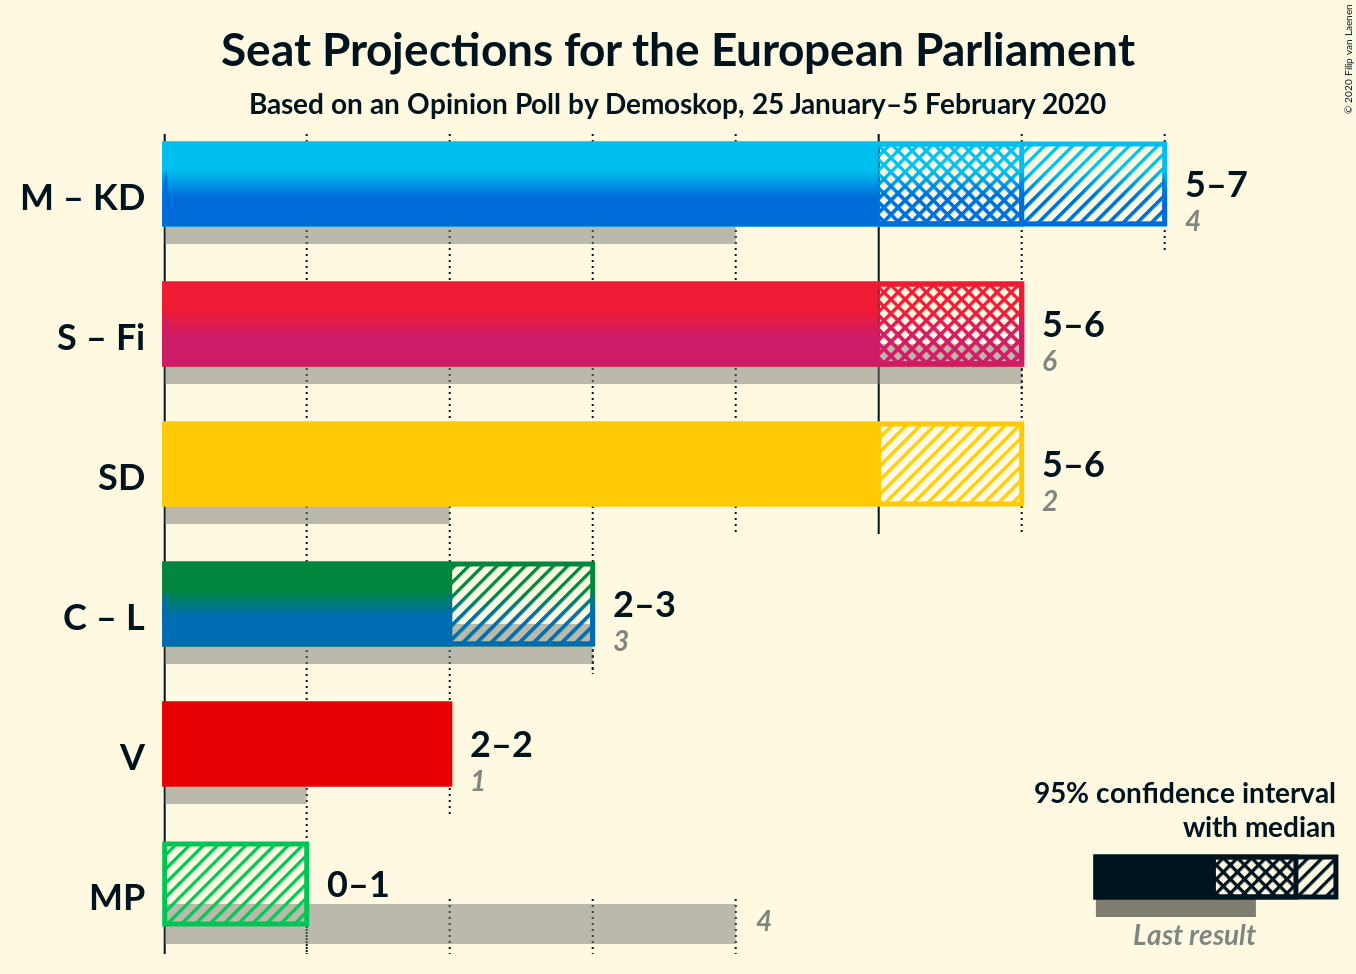 Seat Projections for the European Parliament
Based on an Opinion Poll by Demoskop, 25 January–5 February 2020
© 2020 Filip van Laenen
M – KD
5–7
4
S – Fi
5–6
6
SD
5–6
2
C – L
2–3
3
V
2–2
1
MP
0–1
4
95% confidence interval
with median
Last result